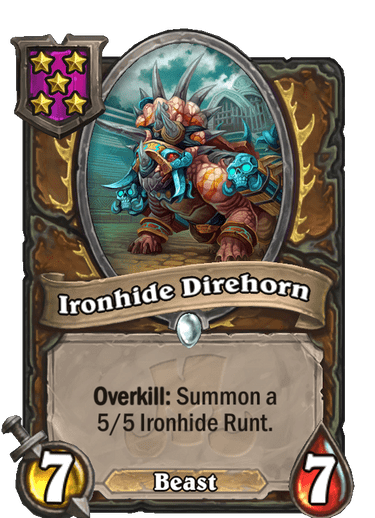 Ironhide Direhorn
Overkill: Summon a
5/5 Ironhide Runt.
7
Beast
7